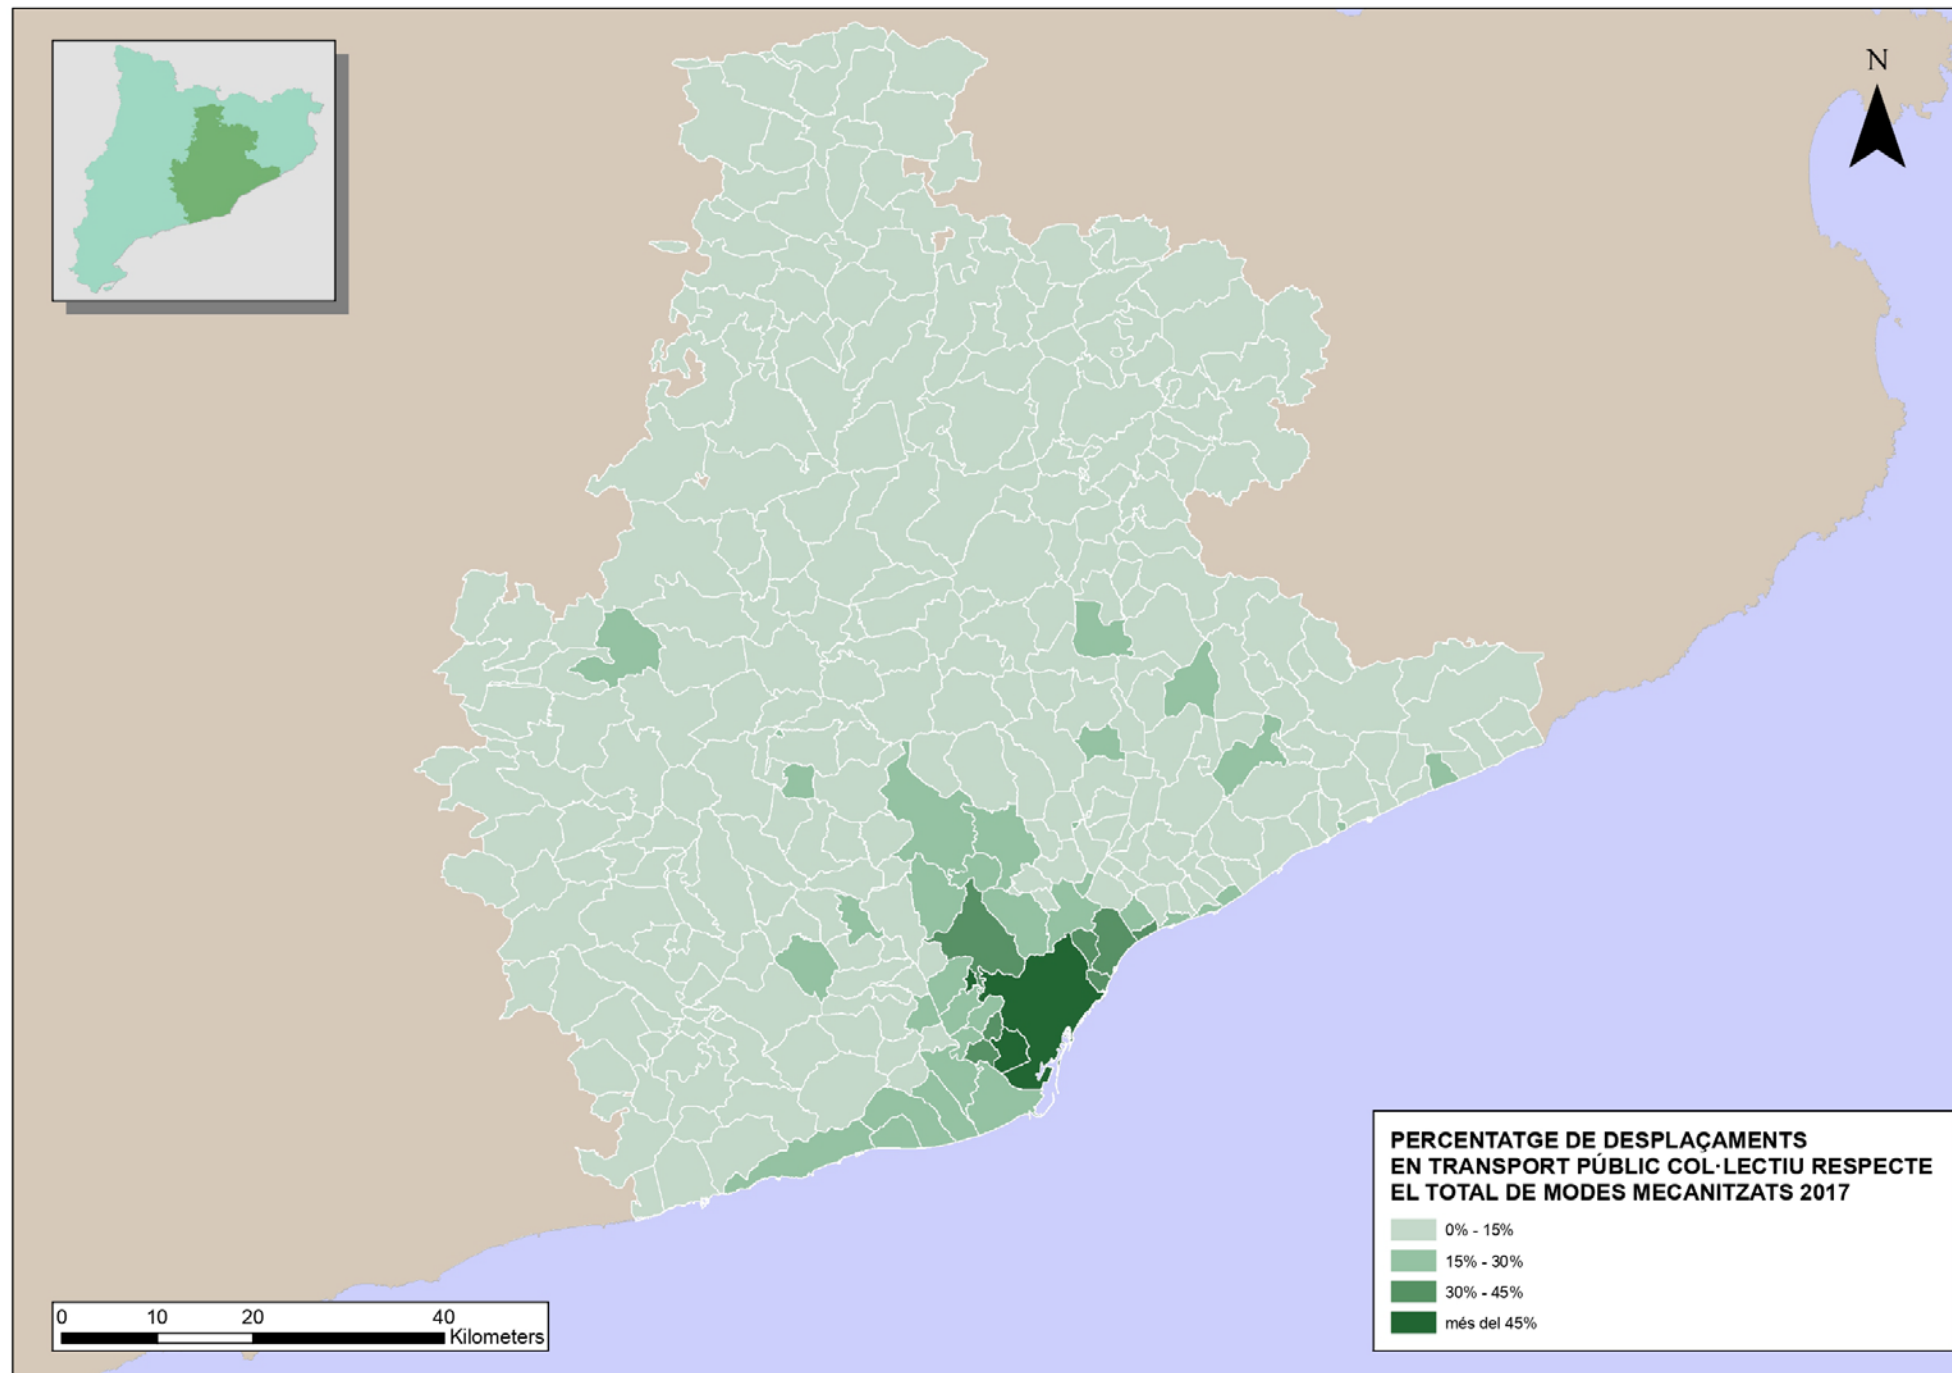 N
PERCENTATGE DE DESPLAÇAMENTS
EN TRANSPORT PÚBLIC COL·LECTIU RESPECTE
EL TOTAL DE MODES MECANITZATS 2017
0% - 15%
15% - 30%
30% - 45%
més del 45%
0 10 20 40
Kilometers